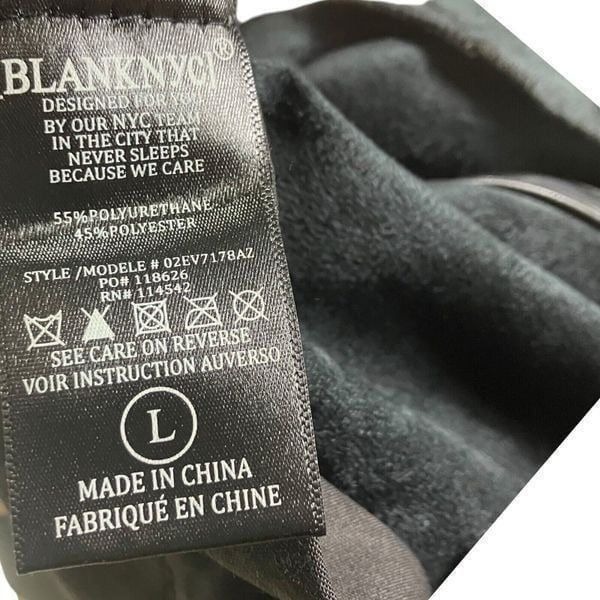 [BLANKNYC]®
DESIGNED FOR
BY OUR NYC TEAM
IN THE CITY THAT
NEVER SLEEPS
BECAUSE WE CARE
55%POLYURETHANE,
45%POLYESTER
STYLE /MODELE # 02EV7178AZ
PO# 118626
RN# 114542
SEE CARE ON REVERSE
VOIR INSTRUCTION AUVERSO
L
MADE IN CHINA
FABRIQUÉ EN CHINE